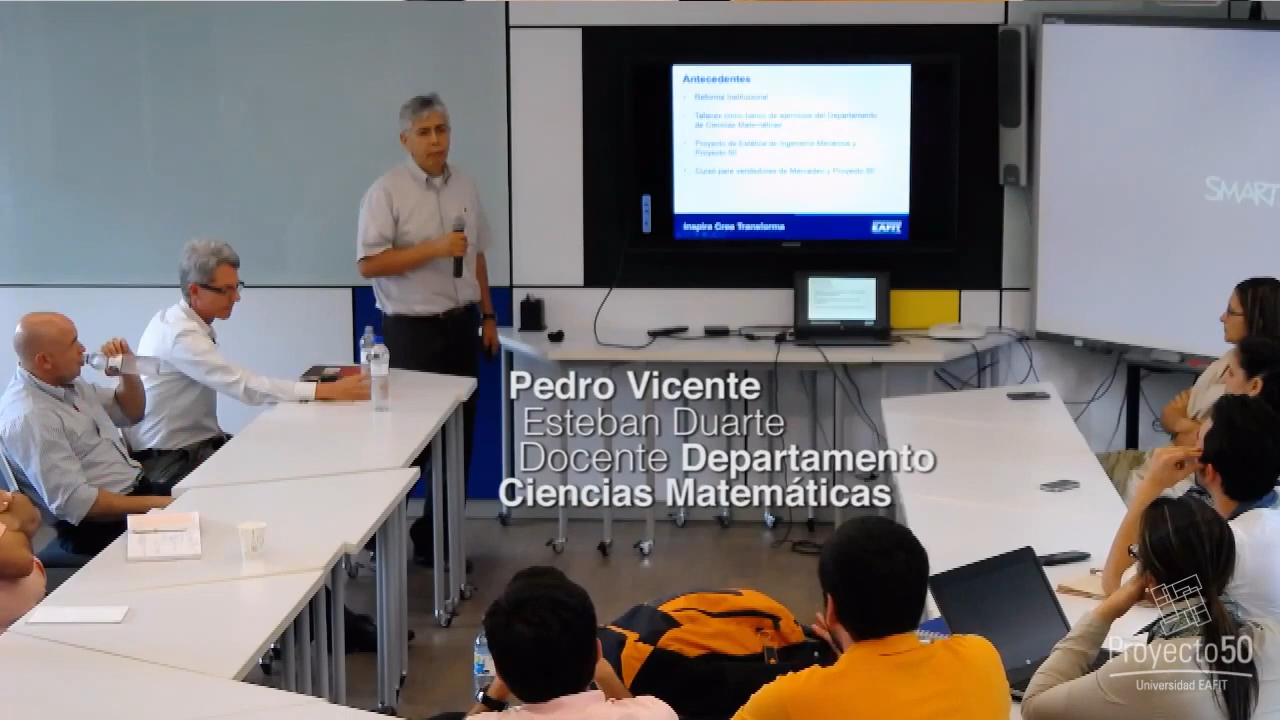 Antecedentes
Reforma Institucional
Talleres como banco de ejercicios del Departamento
de Ciencias Matemáticas
Proyecto de Estática de Ingeniería Mecánica y
Proyecto 50
Curso para vendedores de Mercadeo y Proyecto 50
Inspira Crea Transforma
EAFIT
SMART
Pedro Vicente
Esteban Duarte
Docente Departamento
Ciencias Matemáticas
Proyecto50
Universidad EAFIT